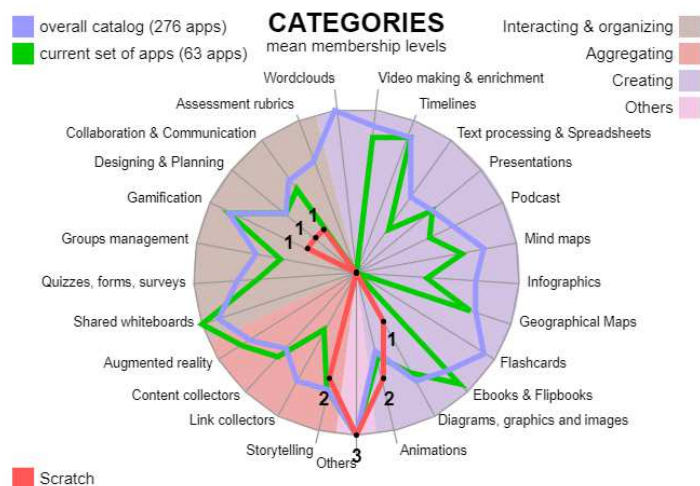 overall catalog (276 apps)
current set of apps (63 apps)
CATEGORIES
mean membership levels
Interacting & organizing
Aggregating
Creating
Others
Wordclouds
Video making & enrichment
Assessment rubrics
Timelines
Collaboration & Communication
Text processing & Spreadsheets
Designing & Planning
Presentations
Gamification
Podcast
Groups management
Mind maps
Quizzes, forms, surveys
Infographics
Shared whiteboards
Geographical Maps
Augmented reality
Flashcards
Content collectors
Ebooks & Flipbooks
Link collectors
Diagrams, graphics and images
Storytelling
Others
Animations
1
1
1
1
2
2
3
Scratch